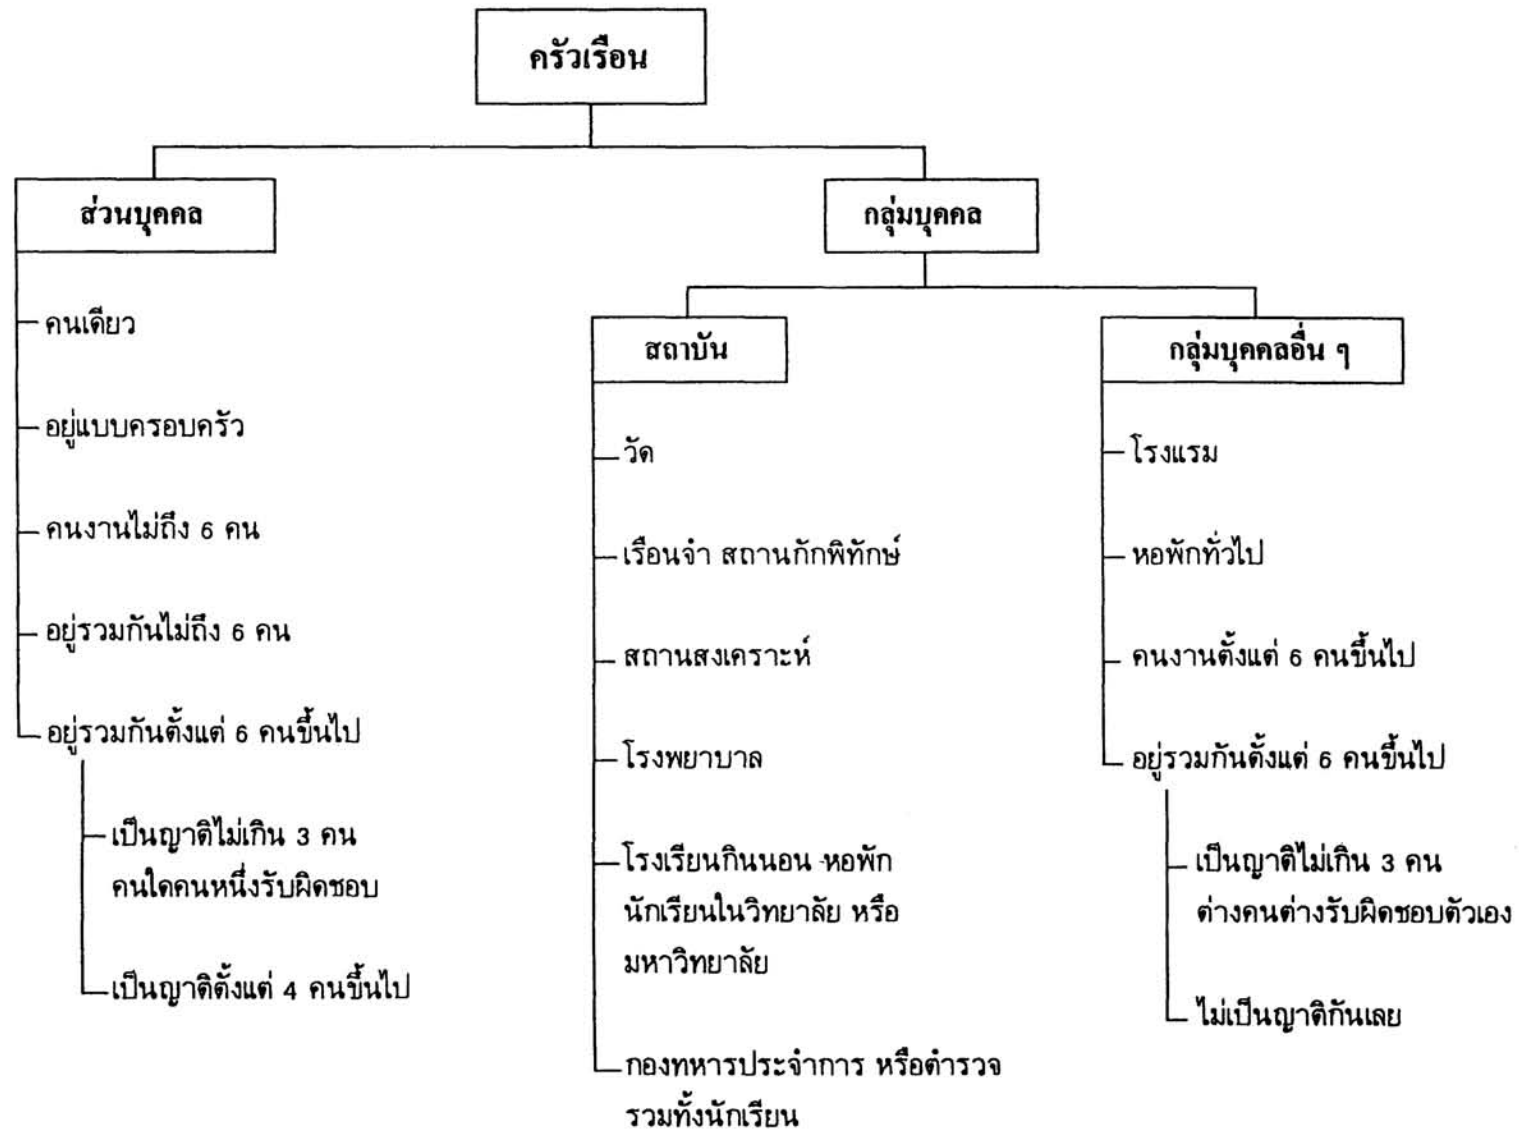 ครัวเรือน
ส่วนบุคคล
คนเดียว
อยู่แบบครอบครัว
คนงานไม่ถึง 6 คน
อยู่รวมกันไม่ถึง 6 คน
อยู่รวมกันตั้งแต่ 6 คนขึ้นไป
เป็นญาติไม่เกิน 3 คน
คนใดคนหนึ่งรับผิดชอบ
เป็นญาติตั้งแต่ 4 คนขึ้นไป
กลุ่มบุคคล
สถาบัน
วัด
เรือนจำ สถานกักพิทักษ์
สถานสงเคราะห์
โรงพยาบาล
โรงเรียนกินนอน หอพัก
นักเรียนในวิทยาลัย หรือ
มหาวิทยาลัย
กองทหารประจำการ หรือตำรวจ
รวมทั้งนักเรียน
กลุ่มบุคคลอื่น ๆ
โรงแรม
หอพักทั่วไป
คนงานตั้งแต่ 6 คนขึ้นไป
อยู่รวมกันตั้งแต่ 6 คนขึ้นไป
เป็นญาติไม่เกิน 3 คน
ต่างคนต่างรับผิดชอบตัวเอง
ไม่เป็นญาติกันเลย